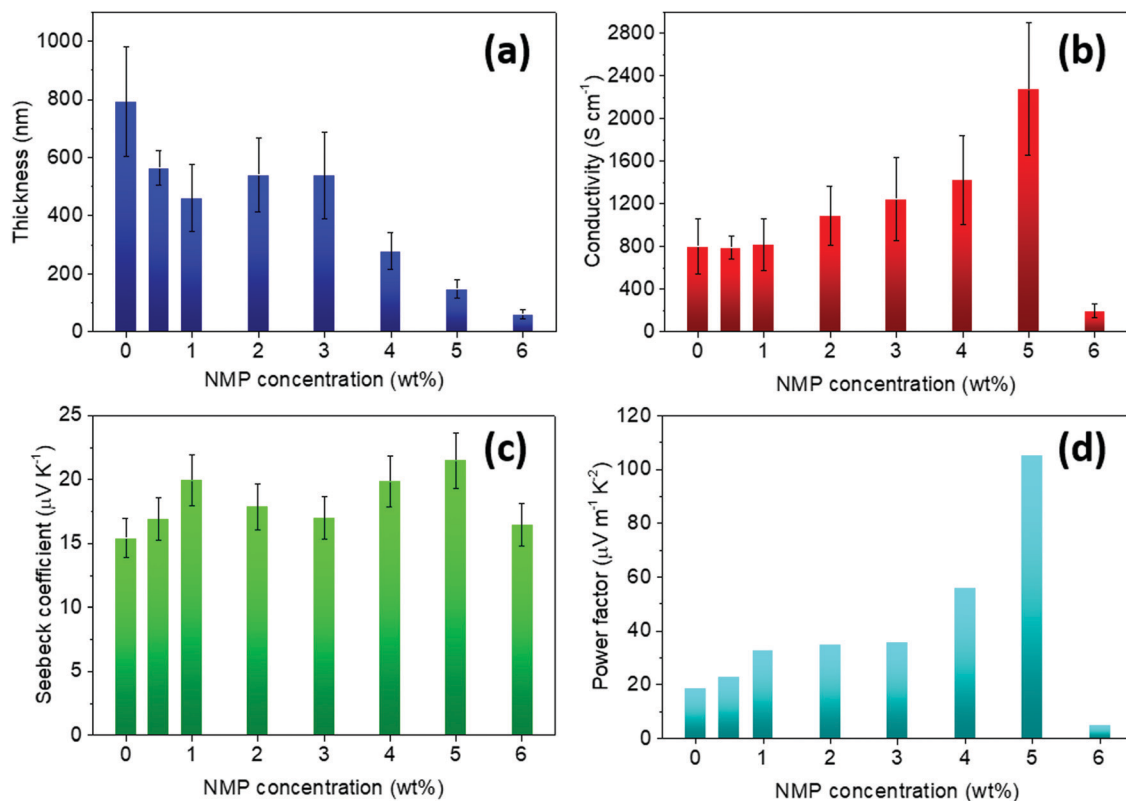 (a)
Thickness (nm)
1000
800
600
400
200
0
0 1 2 3 4 5 6
NMP concentration (wt%)
(b)
Conductivity (S cm⁻¹)
2800
2400
2000
1600
1200
800
400
0
0 1 2 3 4 5 6
NMP concentration (wt%)
(c)
Seebeck coefficient (μV K⁻¹)
25
20
15
10
5
0
0 1 2 3 4 5 6
NMP concentration (wt%)
(d)
Power factor (μV m⁻¹ K⁻²)
120
100
80
60
40
20
0
0 1 2 3 4 5 6
NMP concentration (wt%)